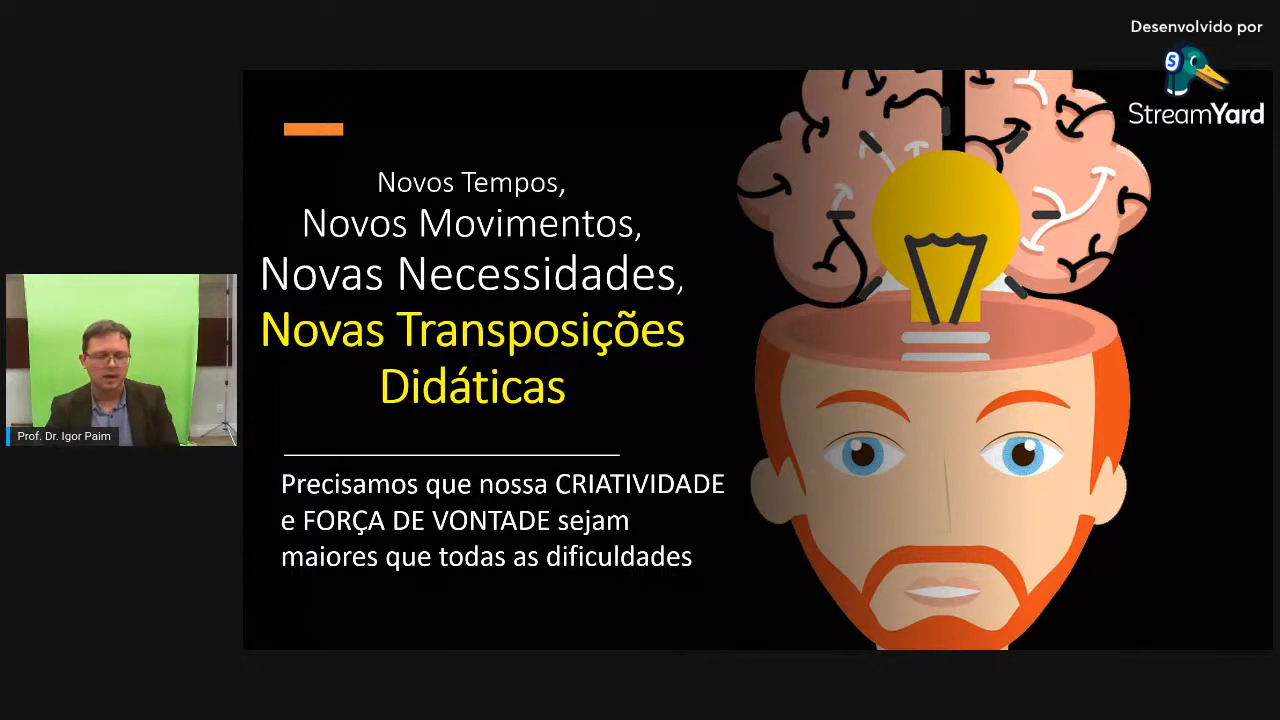 Desenvolvido por
S
StreamYard
Novos Tempos,
Novos Movimentos,
Novas Necessidades,
Novas Transposições
Didáticas
Precisamos que nossa CRIATIVIDADE
e FORÇA DE VONTADE sejam
maiores que todas as dificuldades
Prof. Dr. Igor Paim